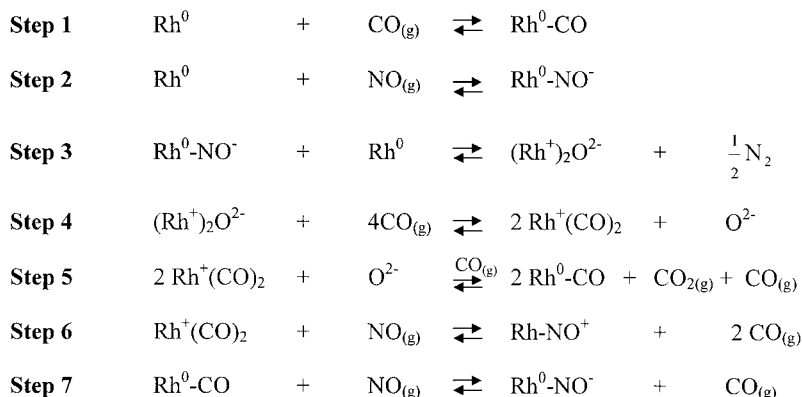 Step 1 Rh⁰ + CO₍g₎ ⇌ Rh⁰-CO
Step 2 Rh⁰ + NO₍g₎ ⇌ Rh⁰-NO⁻
Step 3 Rh⁰-NO⁻ + Rh⁰ ⇌ (Rh⁺)₂O²⁻ + 1/2 N₂
Step 4 (Rh⁺)₂O²⁻ + 4CO₍g₎ ⇌ 2 Rh⁺(CO)₂ + O²⁻
Step 5 2 Rh⁺(CO)₂ + O²⁻ CO₍g₎ ⇌ 2 Rh⁰-CO + CO₂₍g₎ + CO₍g₎
Step 6 Rh⁺(CO)₂ + NO₍g₎ ⇌ Rh-NO⁺ + 2 CO₍g₎
Step 7 Rh⁰-CO + NO₍g₎ ⇌ Rh⁰-NO⁻ + CO₍g₎